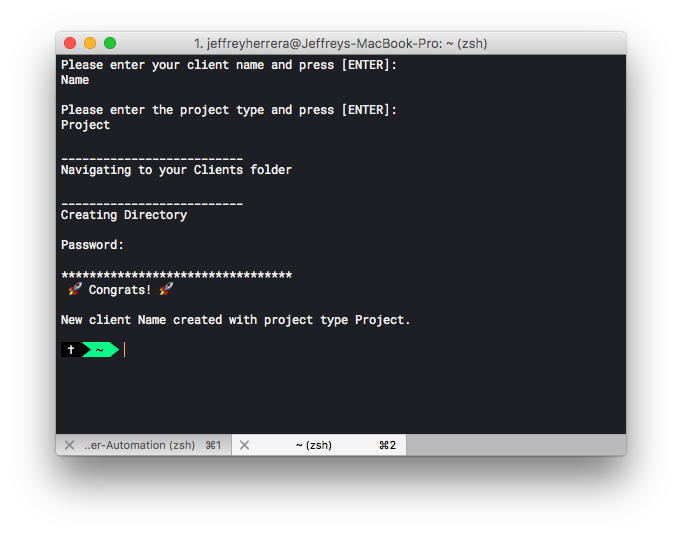 1. jeffreyherrera@Jeffreys-MacBook-Pro: ~ (zsh)
Please enter your client name and press [ENTER]:
Name
Please enter the project type and press [ENTER]:
Project
__________________________
Navigating to your Clients folder
__________________________
Creating Directory
Password:
*********************************
🚀 Congrats! 🚀
New client Name created with project type Project.
† ~
..er-Automation (zsh) ⌘1 ~ (zsh) ⌘2